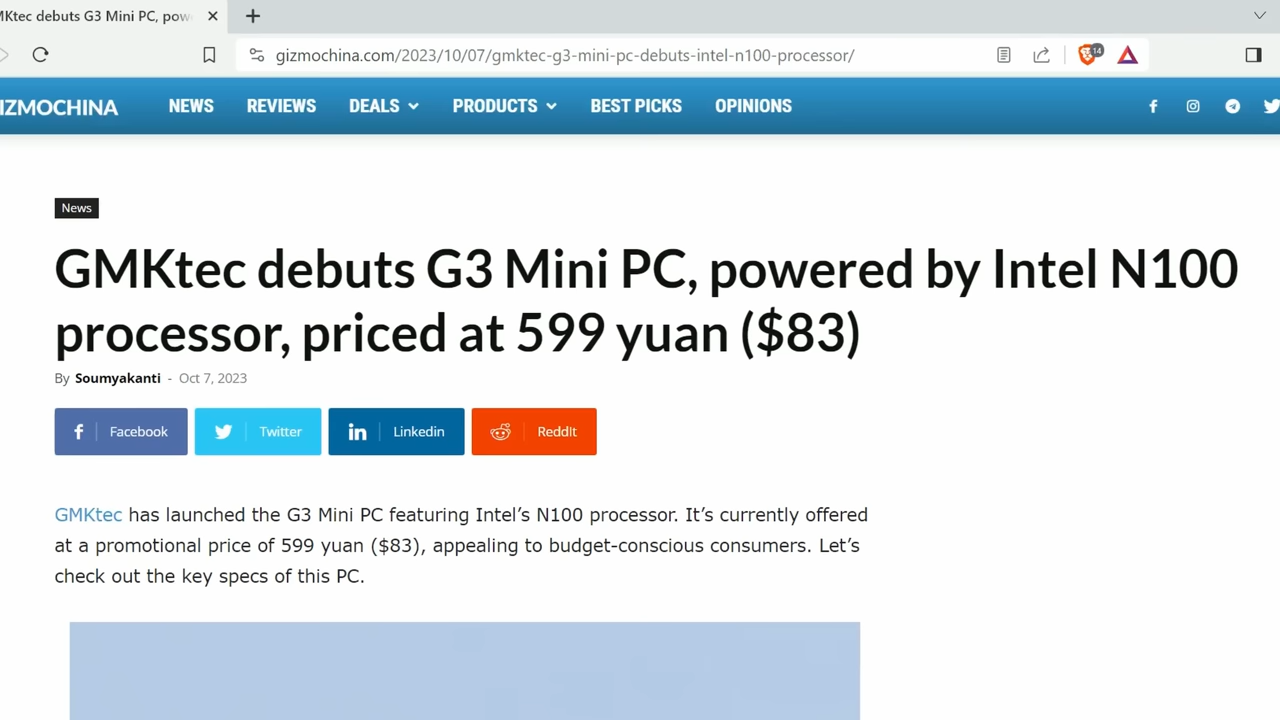 MKtec debuts G3 Mini PC, pow
gizmochina.com/2023/10/07/gmktec-g3-mini-pc-debuts-intel-n100-processor/
14
IZMOCHINA
NEWS
REVIEWS
DEALS
PRODUCTS
BEST PICKS
OPINIONS
News
GMKtec debuts G3 Mini PC, powered by Intel N100
processor, priced at 599 yuan ($83)
By Soumyakanti - Oct 7, 2023
Facebook
Twitter
Linkedin
ReddIt
GMKtec has launched the G3 Mini PC featuring Intel’s N100 processor. It’s currently offered
at a promotional price of 599 yuan ($83), appealing to budget-conscious consumers. Let’s
check out the key specs of this PC.